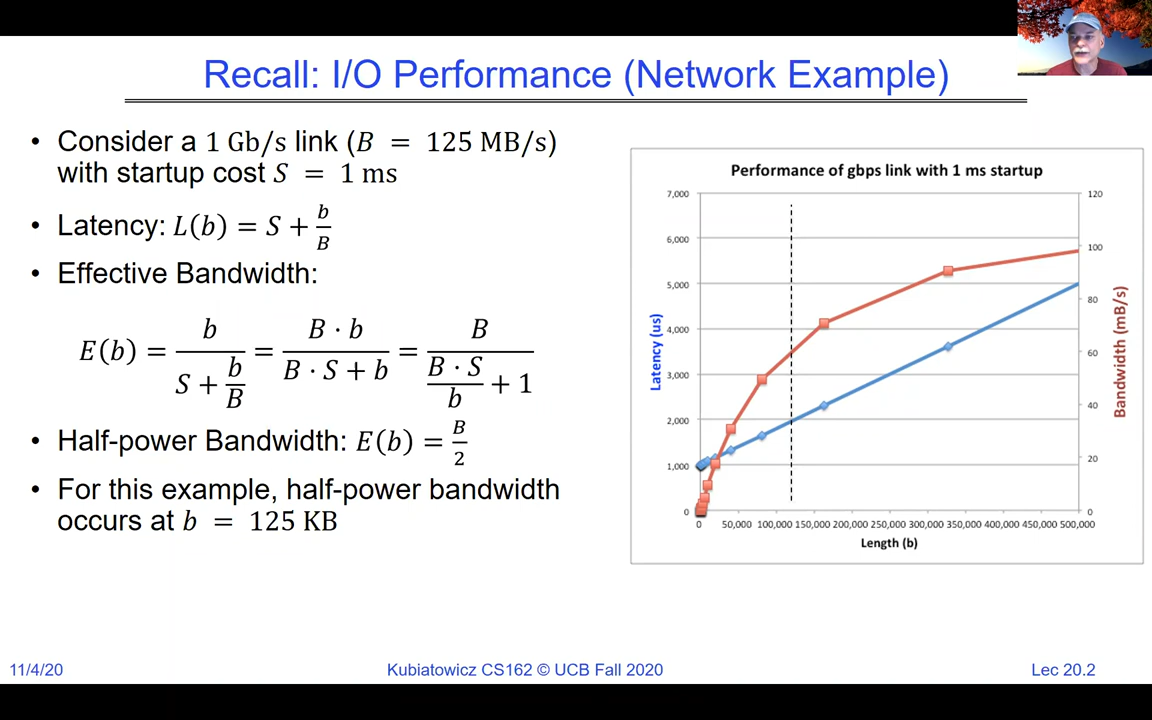 Recall: I/O Performance (Network Example)
• Consider a 1 Gb/s link (B = 125 MB/s)
with startup cost S = 1 ms
• Latency: L(b) = S + b/B
• Effective Bandwidth:
E(b) = b/(S + b/B) = B · b/(B · S + b) = B/((B · S)/b + 1)
• Half-power Bandwidth: E(b) = B/2
• For this example, half-power bandwidth
occurs at b = 125 KB
Performance of gbps link with 1 ms startup
Latency (us)
7,000
6,000
5,000
4,000
3,000
2,000
1,000
0
120
100
80
60
40
20
0
Bandwidth (mB/s)
0 50,000 100,000 150,000 200,000 250,000 300,000 350,000 400,000 450,000 500,000
Length (b)
11/4/20
Kubiatowicz CS162 © UCB Fall 2020
Lec 20.2